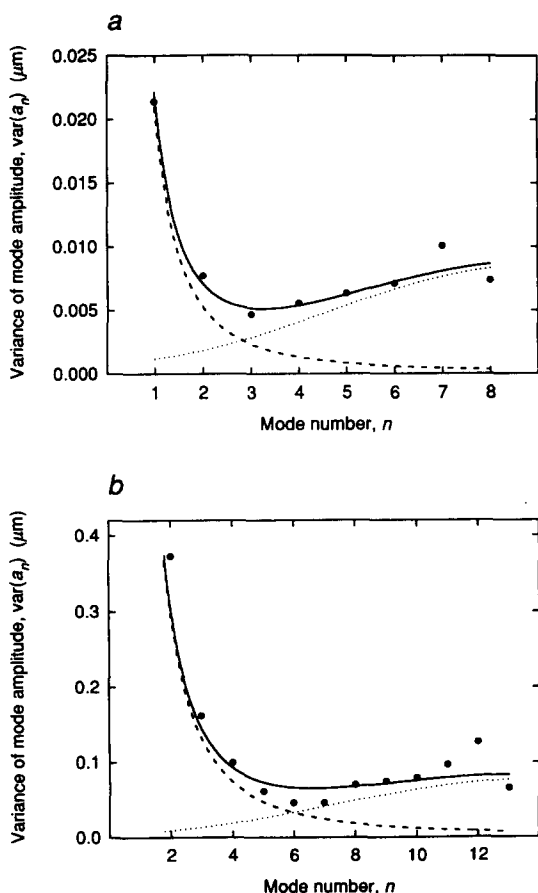 a
Variance of mode amplitude, var(aₙ) (μm)
0.025
0.020
0.015
0.010
0.005
0.000
1 2 3 4 5 6 7 8
Mode number, n
b
Variance of mode amplitude, var(aₙ) (μm)
0.4
0.3
0.2
0.1
0.0
2 4 6 8 10 12
Mode number, n